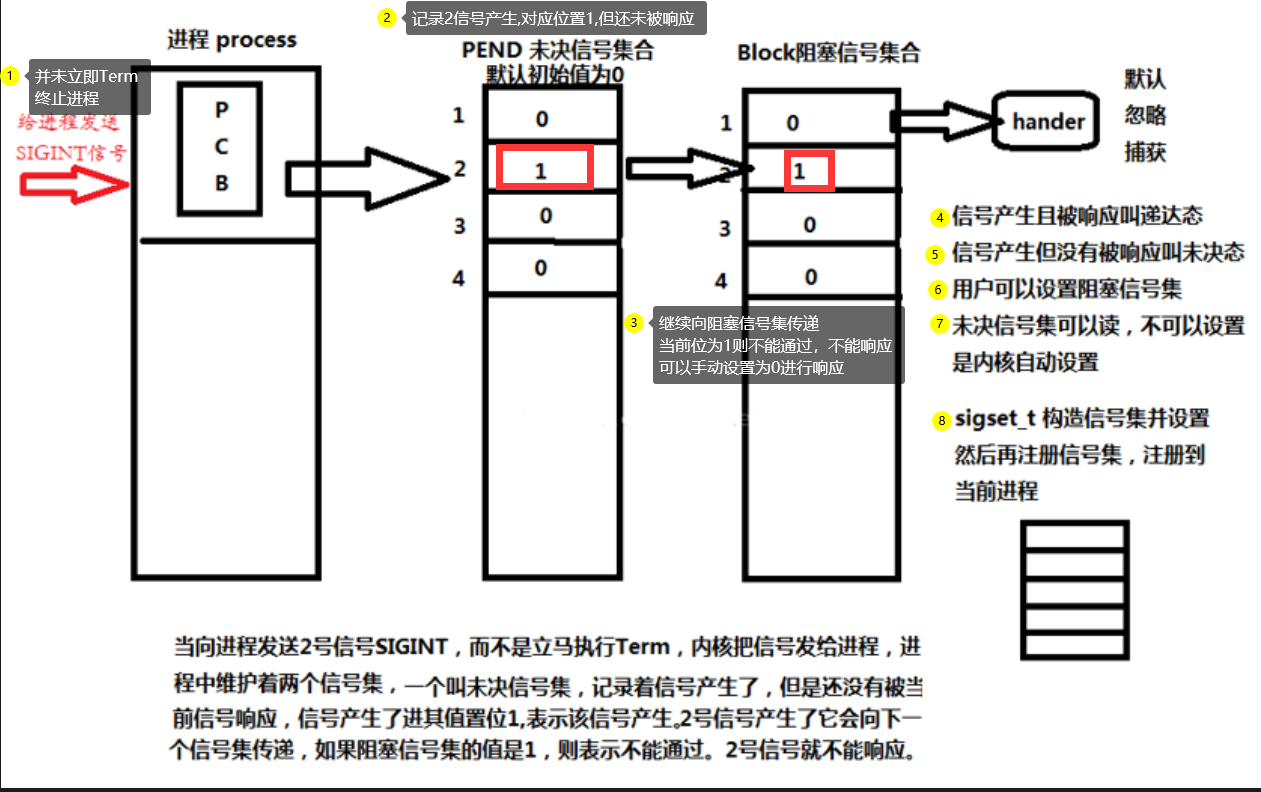 2 记录2信号产生,对应位置1,但还未被响应
进程 process
PEND 未决信号集合
默认初始值为0
Block阻塞信号集合
1 并未立即Term
终止进程
给进程发送
SIGINT信号
P
C
B
1 0
2 1
3 0
4 0
1 0
2 1
3 0
4 0
hander
默认
忽略
捕获
3 继续向阻塞信号集传递
当前位为1则不能通过，不能响应
可以手动设置为0进行响应
4 信号产生且被响应叫递达态
5 信号产生但没有被响应叫未决态
6 用户可以设置阻塞信号集
7 未决信号集可以读，不可以设置
是内核自动设置
8 sigset_t 构造信号集并设置
然后再注册信号集，注册到
当前进程
当向进程发送2号信号SIGINT，而不是立马执行Term，内核把信号发给进程，进
程中维护着两个信号集，一个叫未决信号集，记录着信号产生了，但是还没有被当
前信号响应，信号产生了进其值置位1,表示该信号产生。2号信号产生了它会向下一
个信号集传递，如果阻塞信号集的值是1，则表示不能通过。2号信号就不能响应。